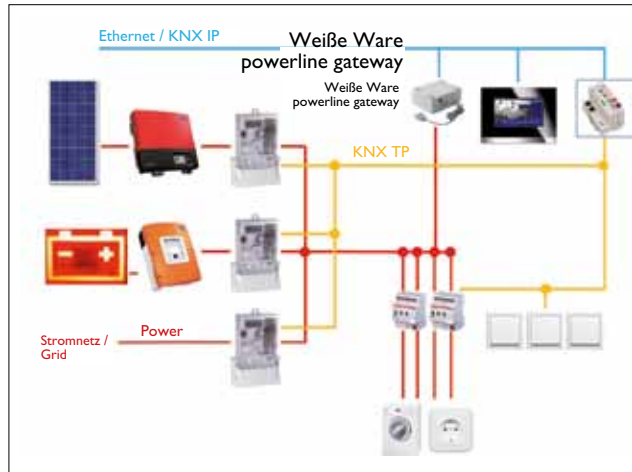 Ethernet / KNX IP
Weiße Ware
powerline gateway
Weiße Ware
powerline gateway
KNX TP
Power
Stromnetz /
Grid